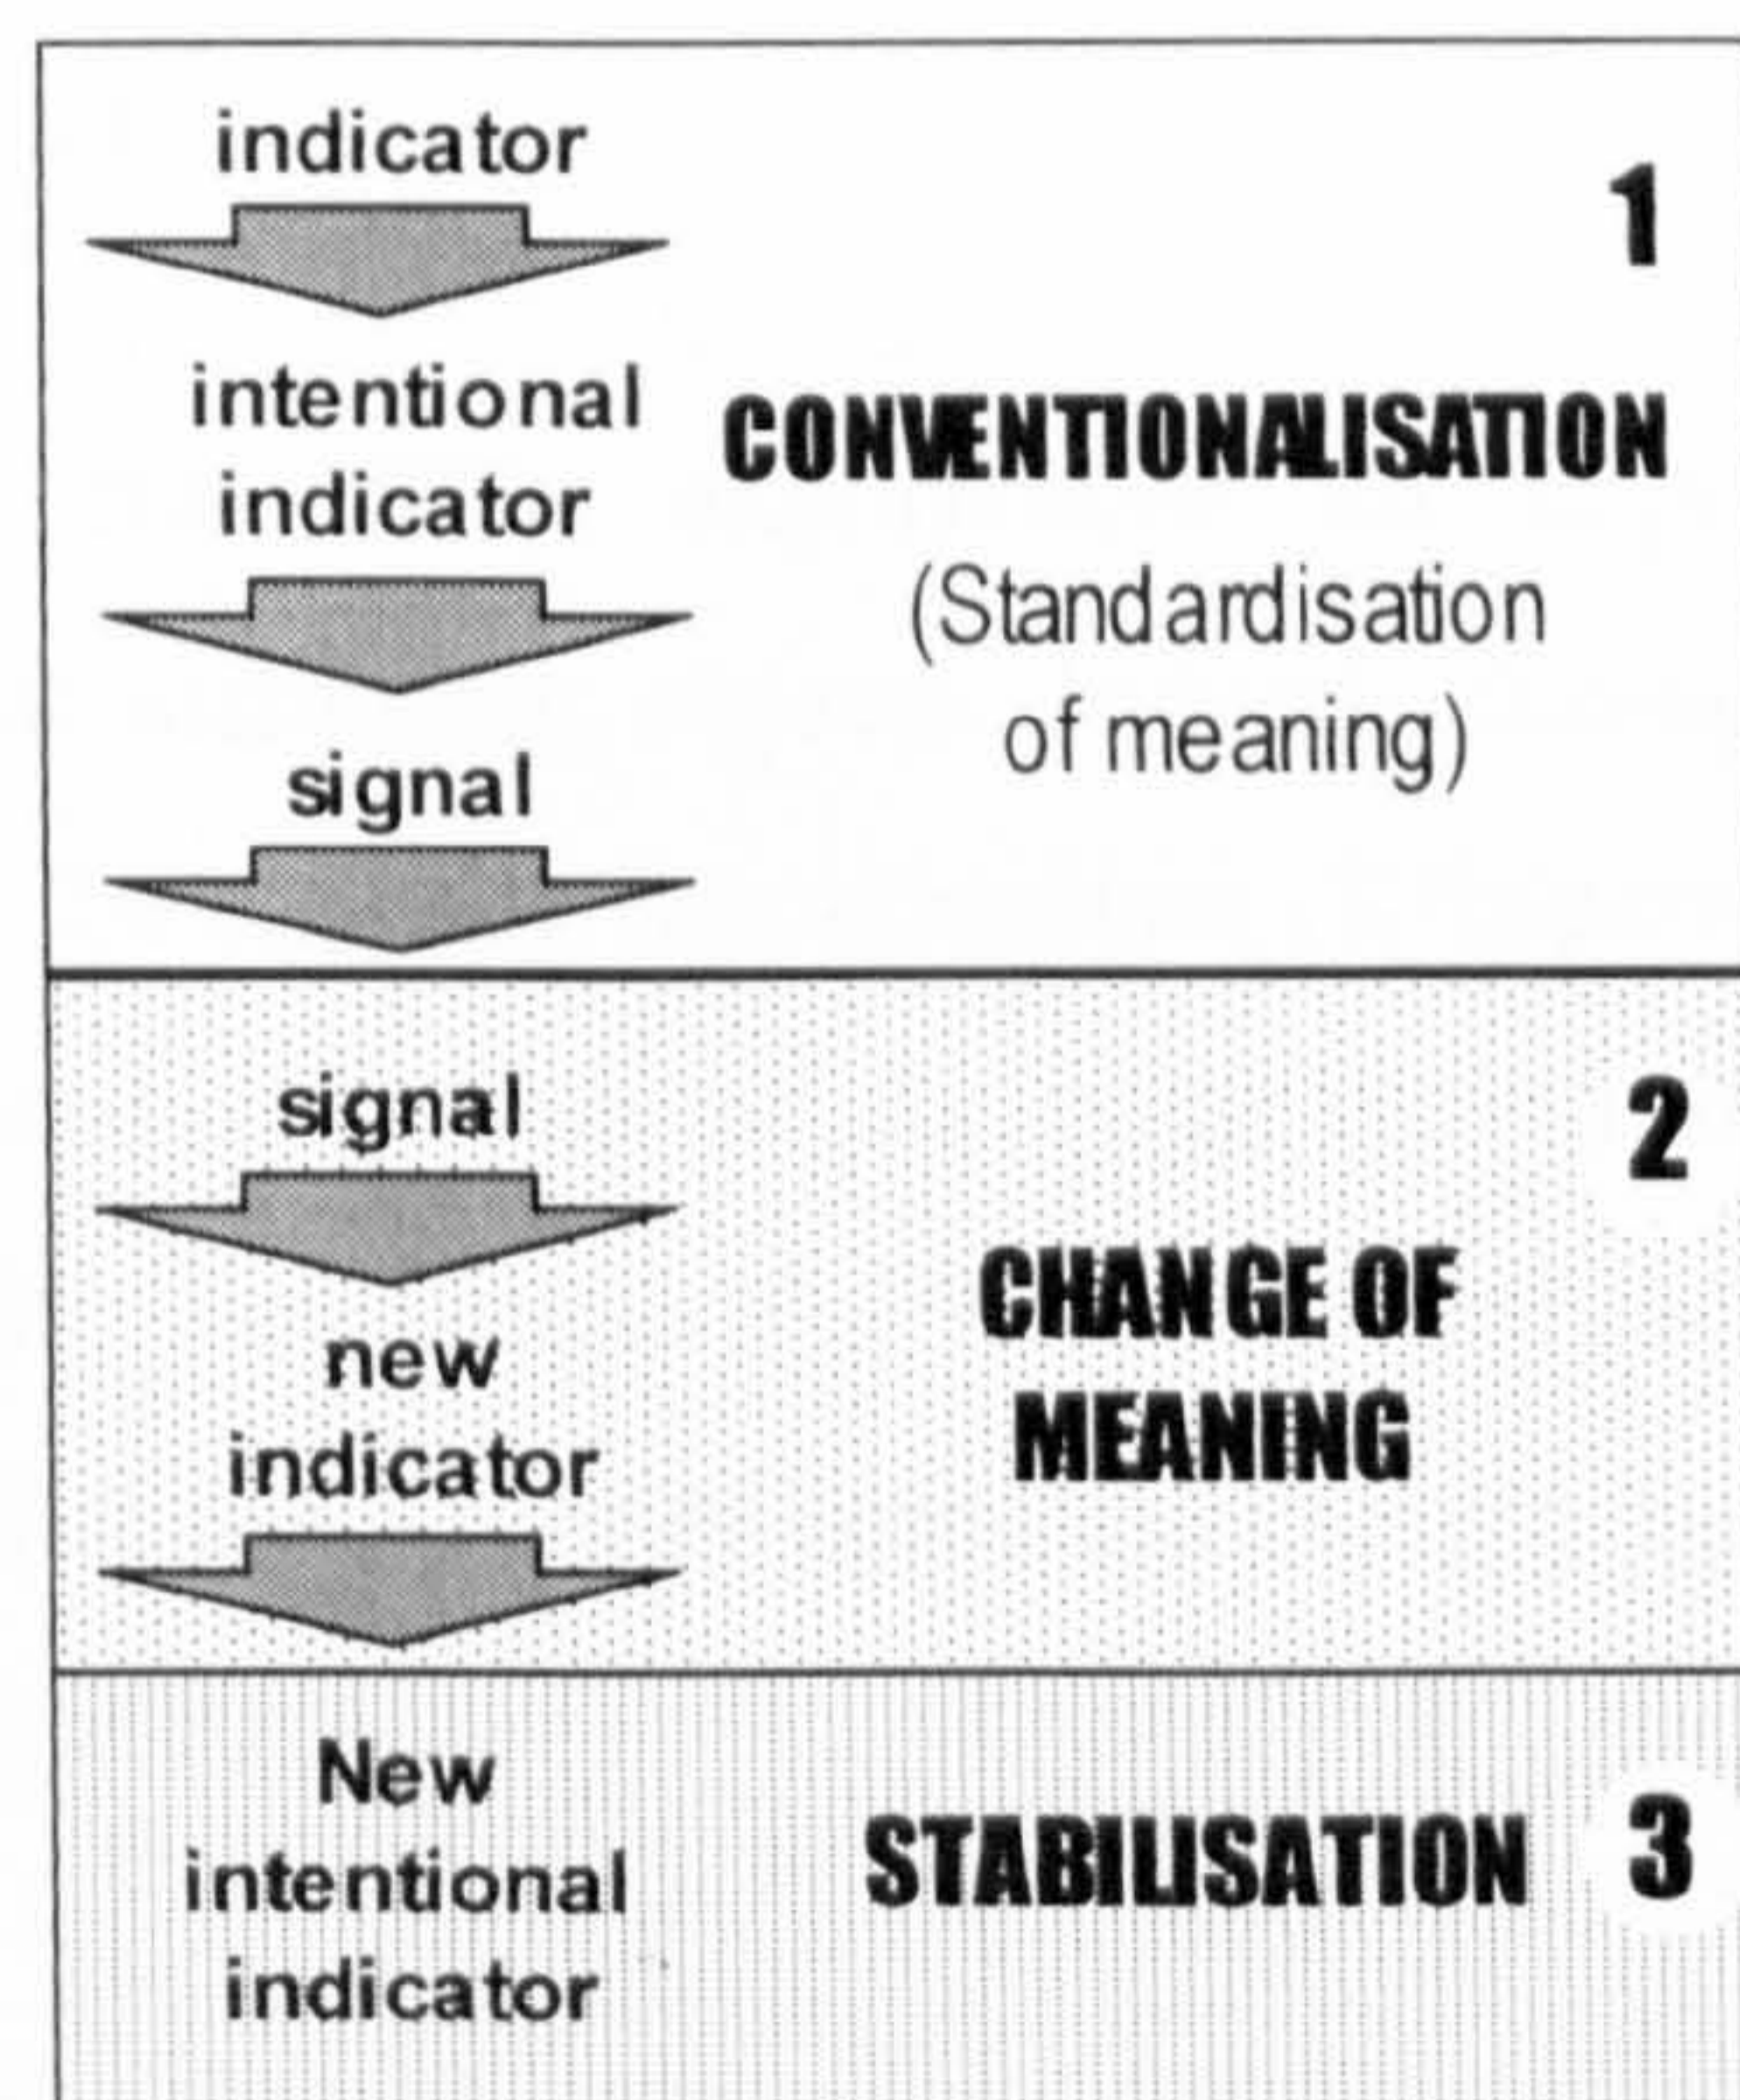 indicator
1
intentional
indicator
CONVENTIONALISATION
(Standardisation
of meaning)
signal
signal
2
new
indicator
CHANGE OF
MEANING
New
intentional
indicator
STABILISATION
3